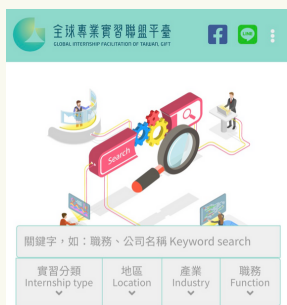 全球專業實習聯盟平臺
GLOBAL INTERNSHIP FACILITATION OF TAIWAN, GIFT
LINE
Search
關鍵字，如：職務、公司名稱 Keyword search
實習分類 地區 產業 職務
Internship type Location Industry Function